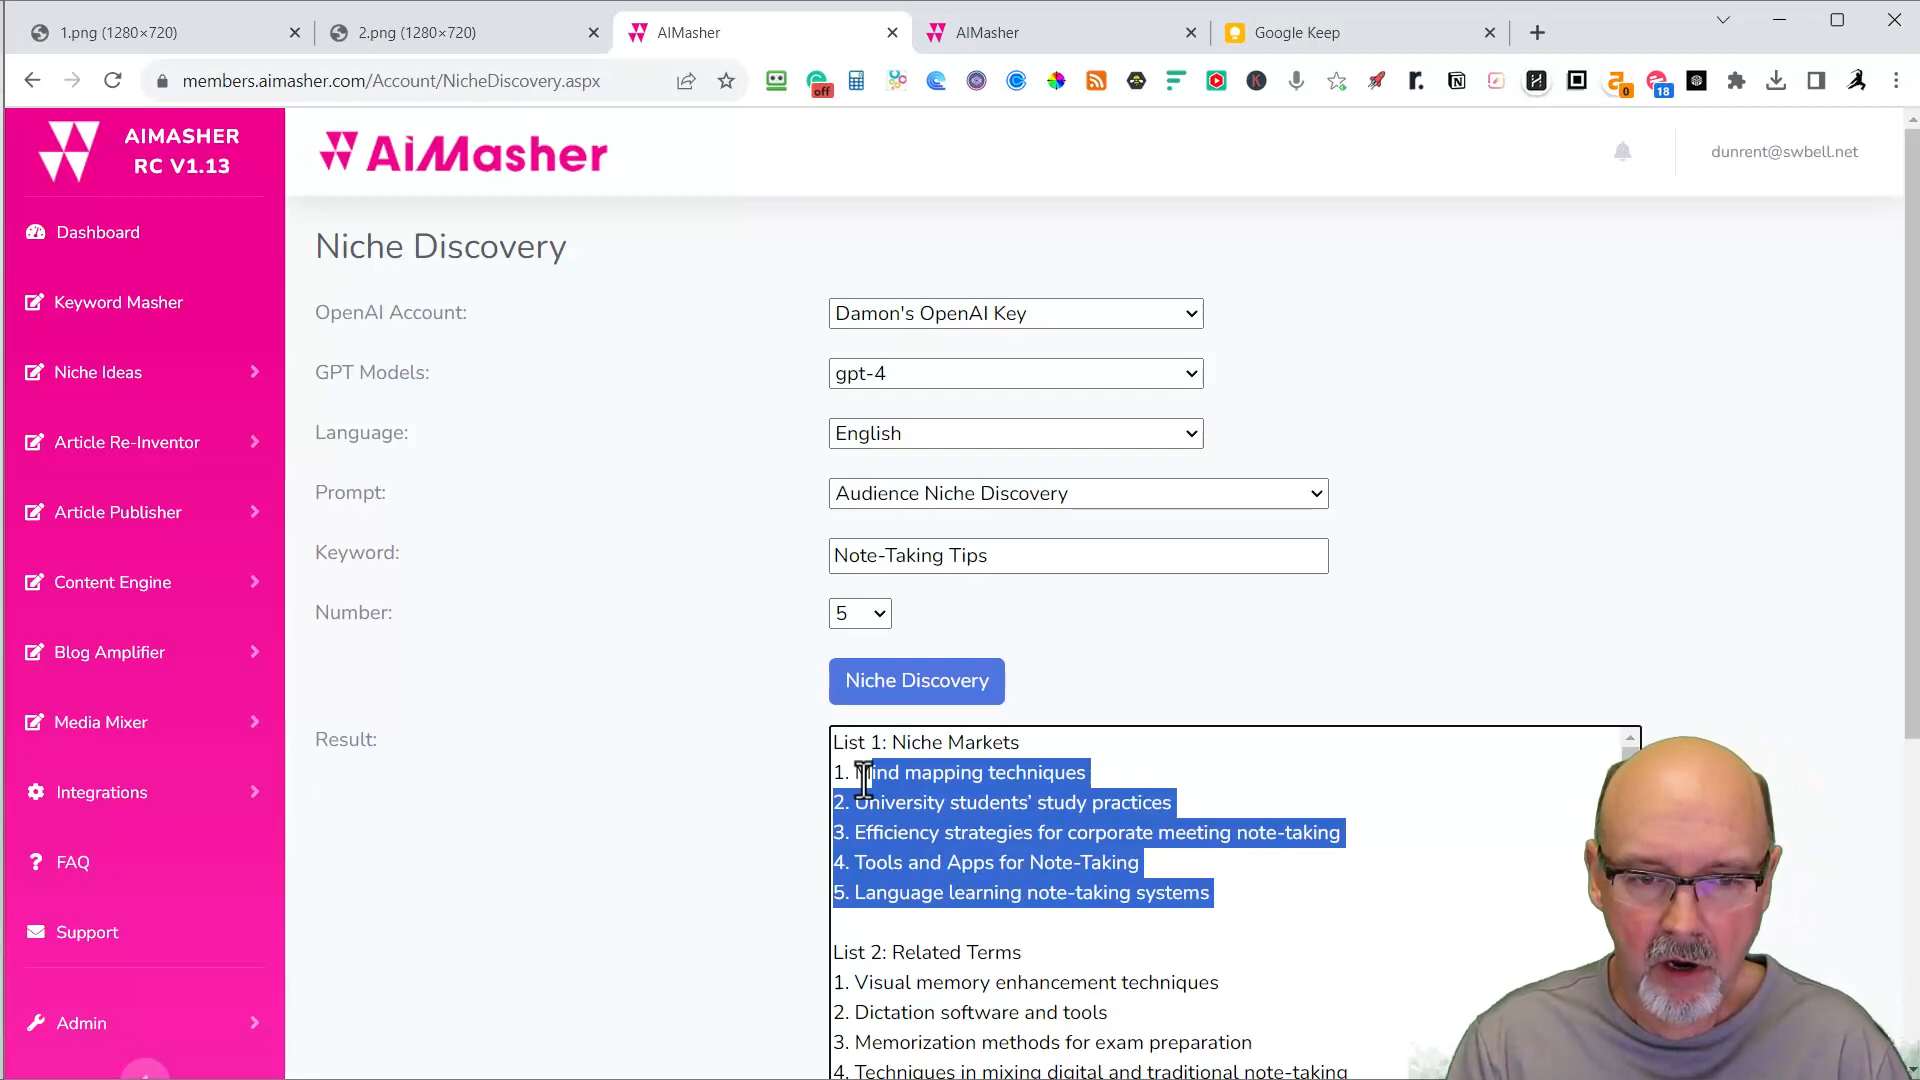 1.png (1280×720)
2.png (1280×720)
AIMasher
AIMasher
Google Keep
members.aimasher.com/Account/NicheDiscovery.aspx
off
0
18
AIMASHER
RC V1.13
AiMasher
dunrent@swbell.net
Dashboard
Keyword Masher
Niche Ideas
Article Re-Inventor
Article Publisher
Content Engine
Blog Amplifier
Media Mixer
Integrations
FAQ
Support
Admin
Niche Discovery
OpenAI Account:
Damon's OpenAI Key
GPT Models:
gpt-4
Language:
English
Prompt:
Audience Niche Discovery
Keyword:
Note-Taking Tips
Number:
5
Niche Discovery
Result:
List 1: Niche Markets
1. Mind mapping techniques
2. University students’ study practices
3. Efficiency strategies for corporate meeting note-taking
4. Tools and Apps for Note-Taking
5. Language learning note-taking systems
List 2: Related Terms
1. Visual memory enhancement techniques
2. Dictation software and tools
3. Memorization methods for exam preparation
4. Techniques in mixing digital and traditional note-taking